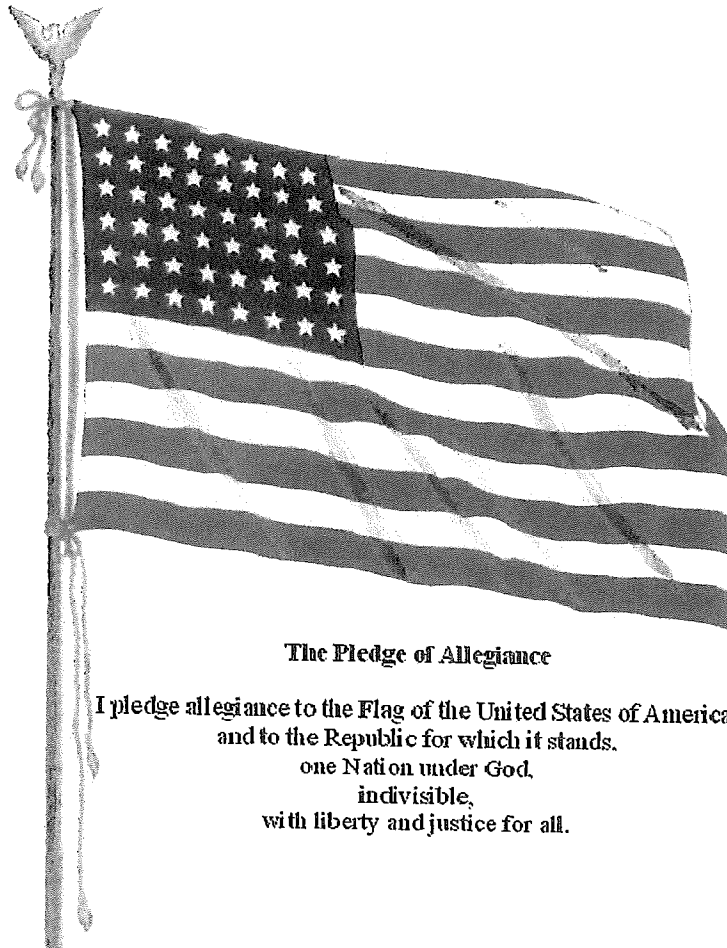 The Pledge of Allegiance
I pledge allegiance to the Flag of the United States of America
and to the Republic for which it stands.
one Nation under God,
indivisible,
with liberty and justice for all.